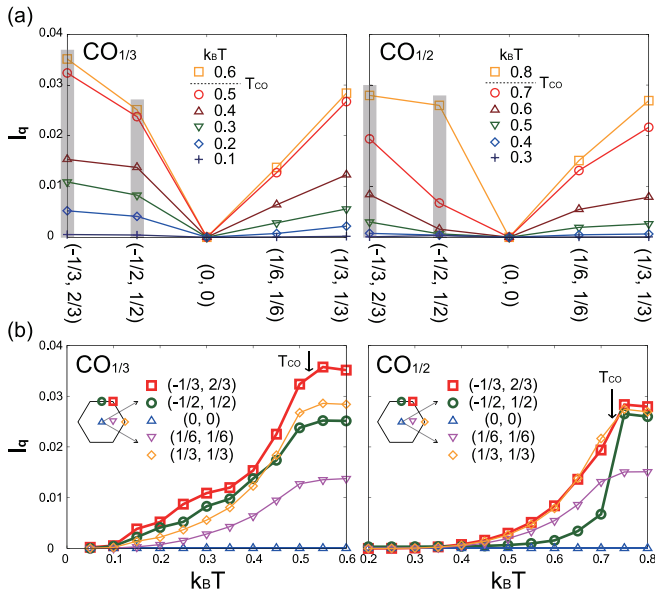 (a)
0.04
0.03
0.02
0.01
0
I_q
CO1/3
kBT
0.6
TCO
0.5
0.4
0.3
0.2
0.1
(-1/3, 2/3)
(-1/2, 1/2)
(0, 0)
(1/6, 1/6)
(1/3, 1/3)
CO1/2
kBT
0.8
TCO
0.7
0.6
0.5
0.4
0.3
(-1/3, 2/3)
(-1/2, 1/2)
(0, 0)
(1/6, 1/6)
(1/3, 1/3)
(b)
0.04
0.03
0.02
0.01
0
I_q
CO1/3
TCO
(-1/3, 2/3)
(-1/2, 1/2)
(0, 0)
(1/6, 1/6)
(1/3, 1/3)
0 0.1 0.2 0.3 0.4 0.5 0.6
kBT
CO1/2
TCO
(-1/3, 2/3)
(-1/2, 1/2)
(0, 0)
(1/6, 1/6)
(1/3, 1/3)
0.2 0.3 0.4 0.5 0.6 0.7 0.8
kBT